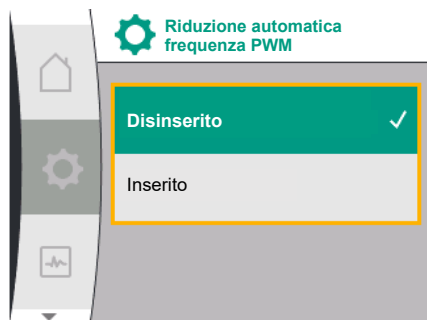 Riduzione automatica
frequenza PWM
Disinserito
Inserito